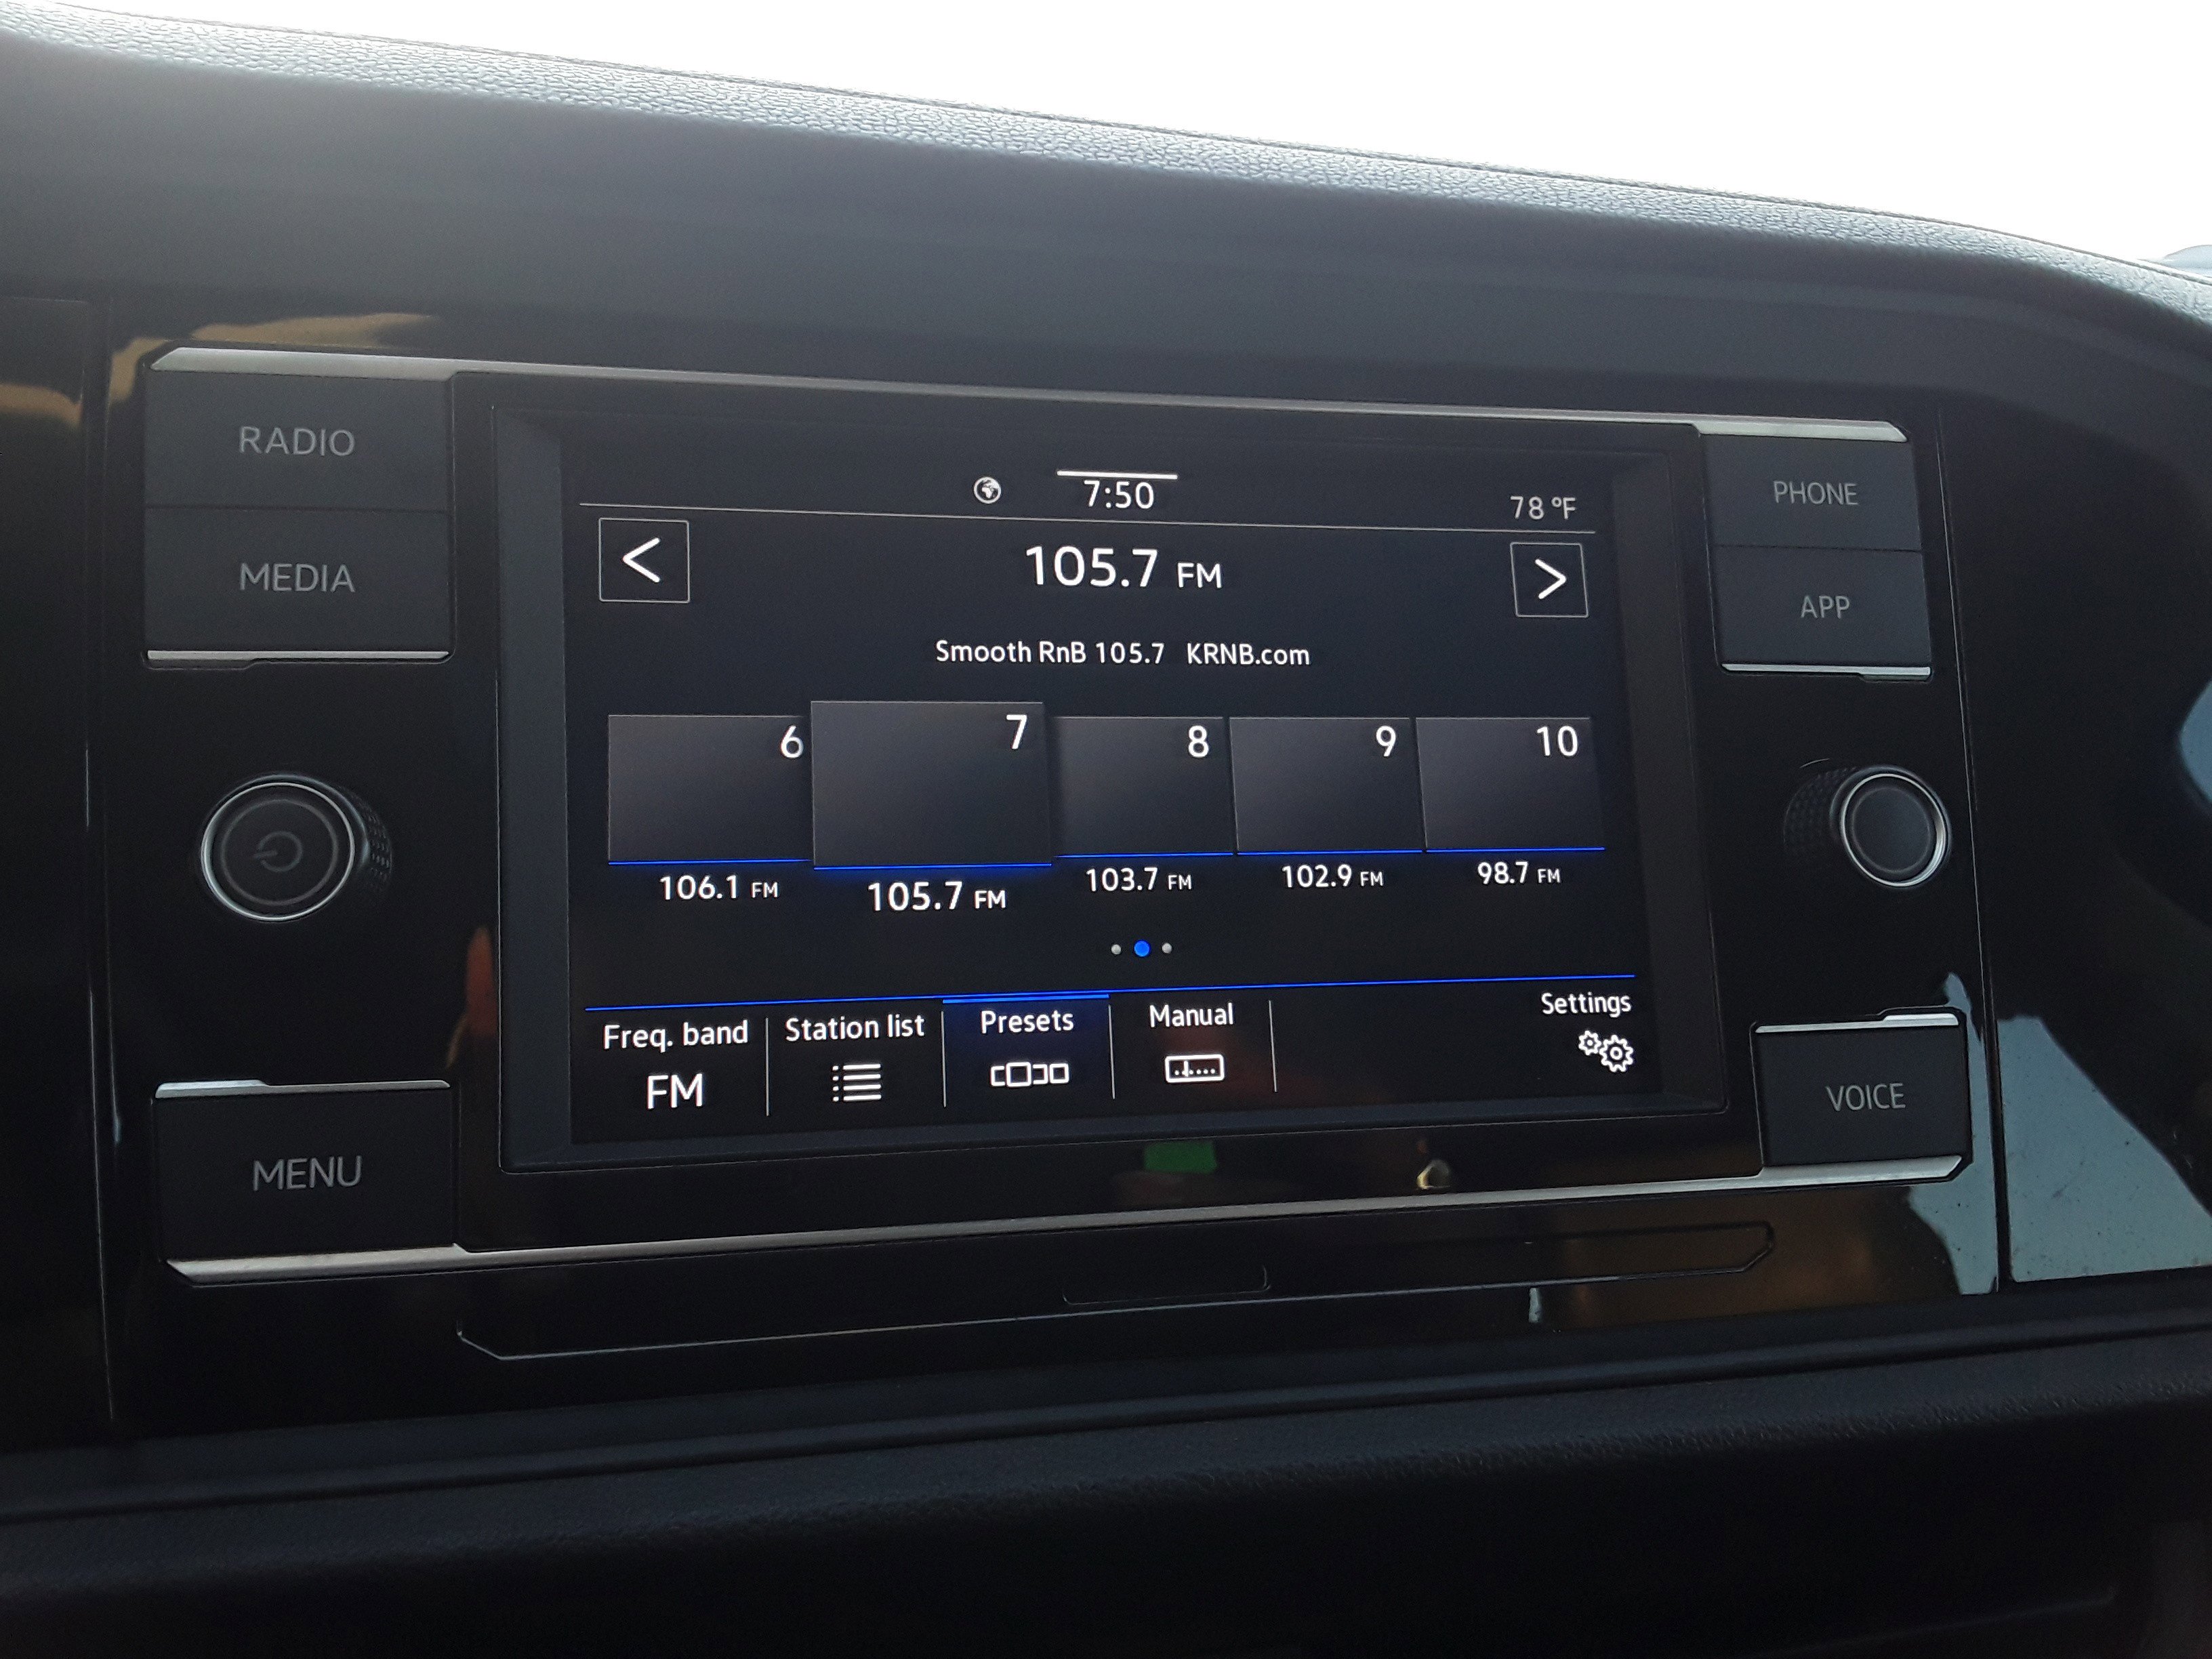 RADIO
MEDIA
MENU
7:50
78 °F
<
105.7 FM
>
Smooth RnB 105.7 KRNB.com
6 7 8 9 10
106.1 FM 105.7 FM 103.7 FM 102.9 FM 98.7 FM
Freq. band Station list Presets Manual Settings
FM
PHONE
APP
VOICE